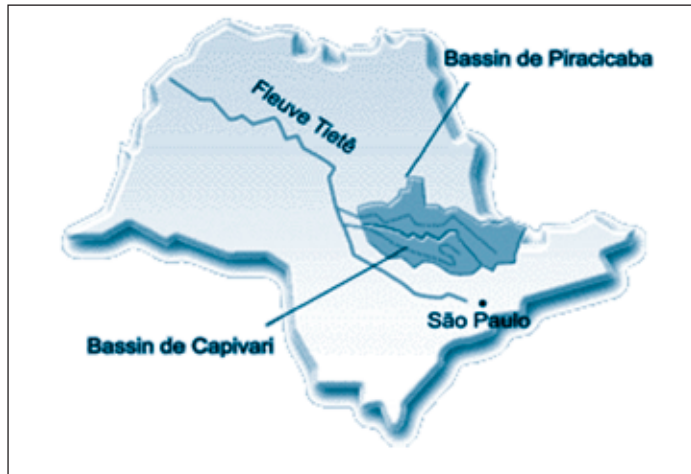 Bassin de Piracicaba
Fleuve Tietê
São Paulo
Bassin de Capivari